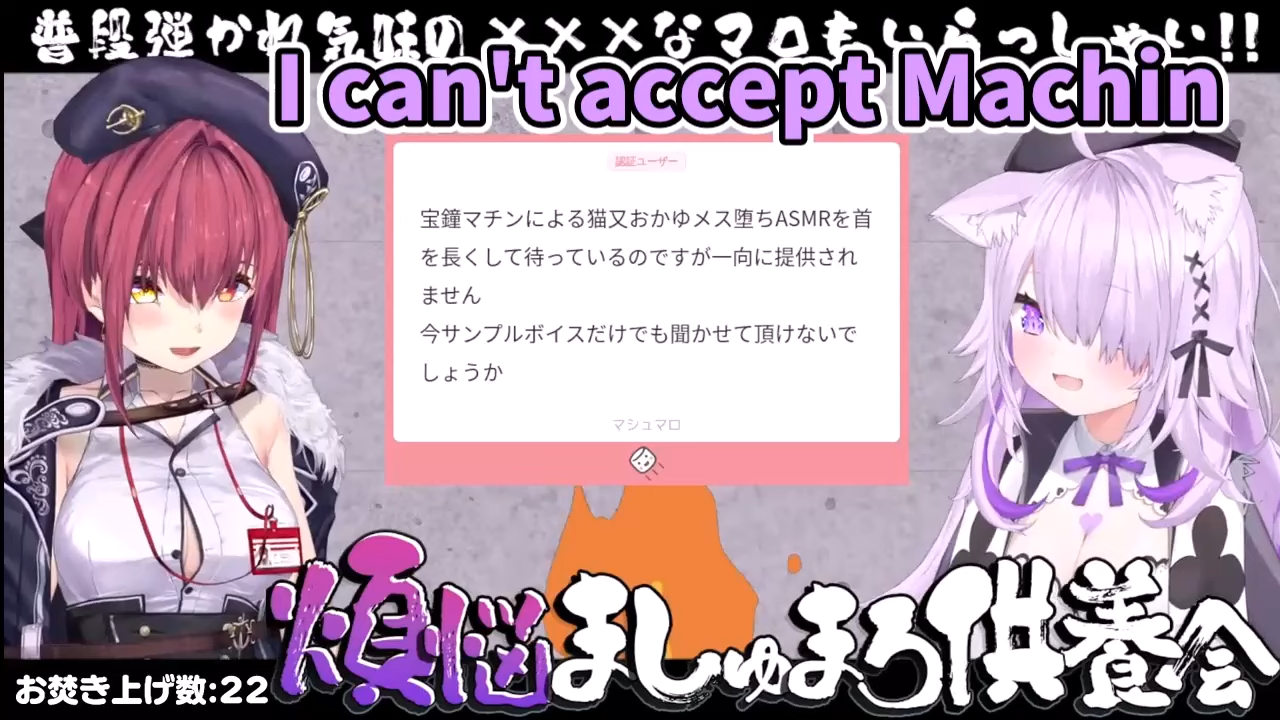 普段弾かれ気味の×××なマロもいらっしゃい!!
I can't accept Machin
認証ユーザー
宝鐘マチンによる猫又おかゆメス堕ちASMRを首
を長くして待っているのですが一向に提供され
ません
今サンプルボイスだけでも聞かせて頂けないで
しょうか
マシュマロ
煩悩ましゅまろ供養会
お焚き上げ数:22